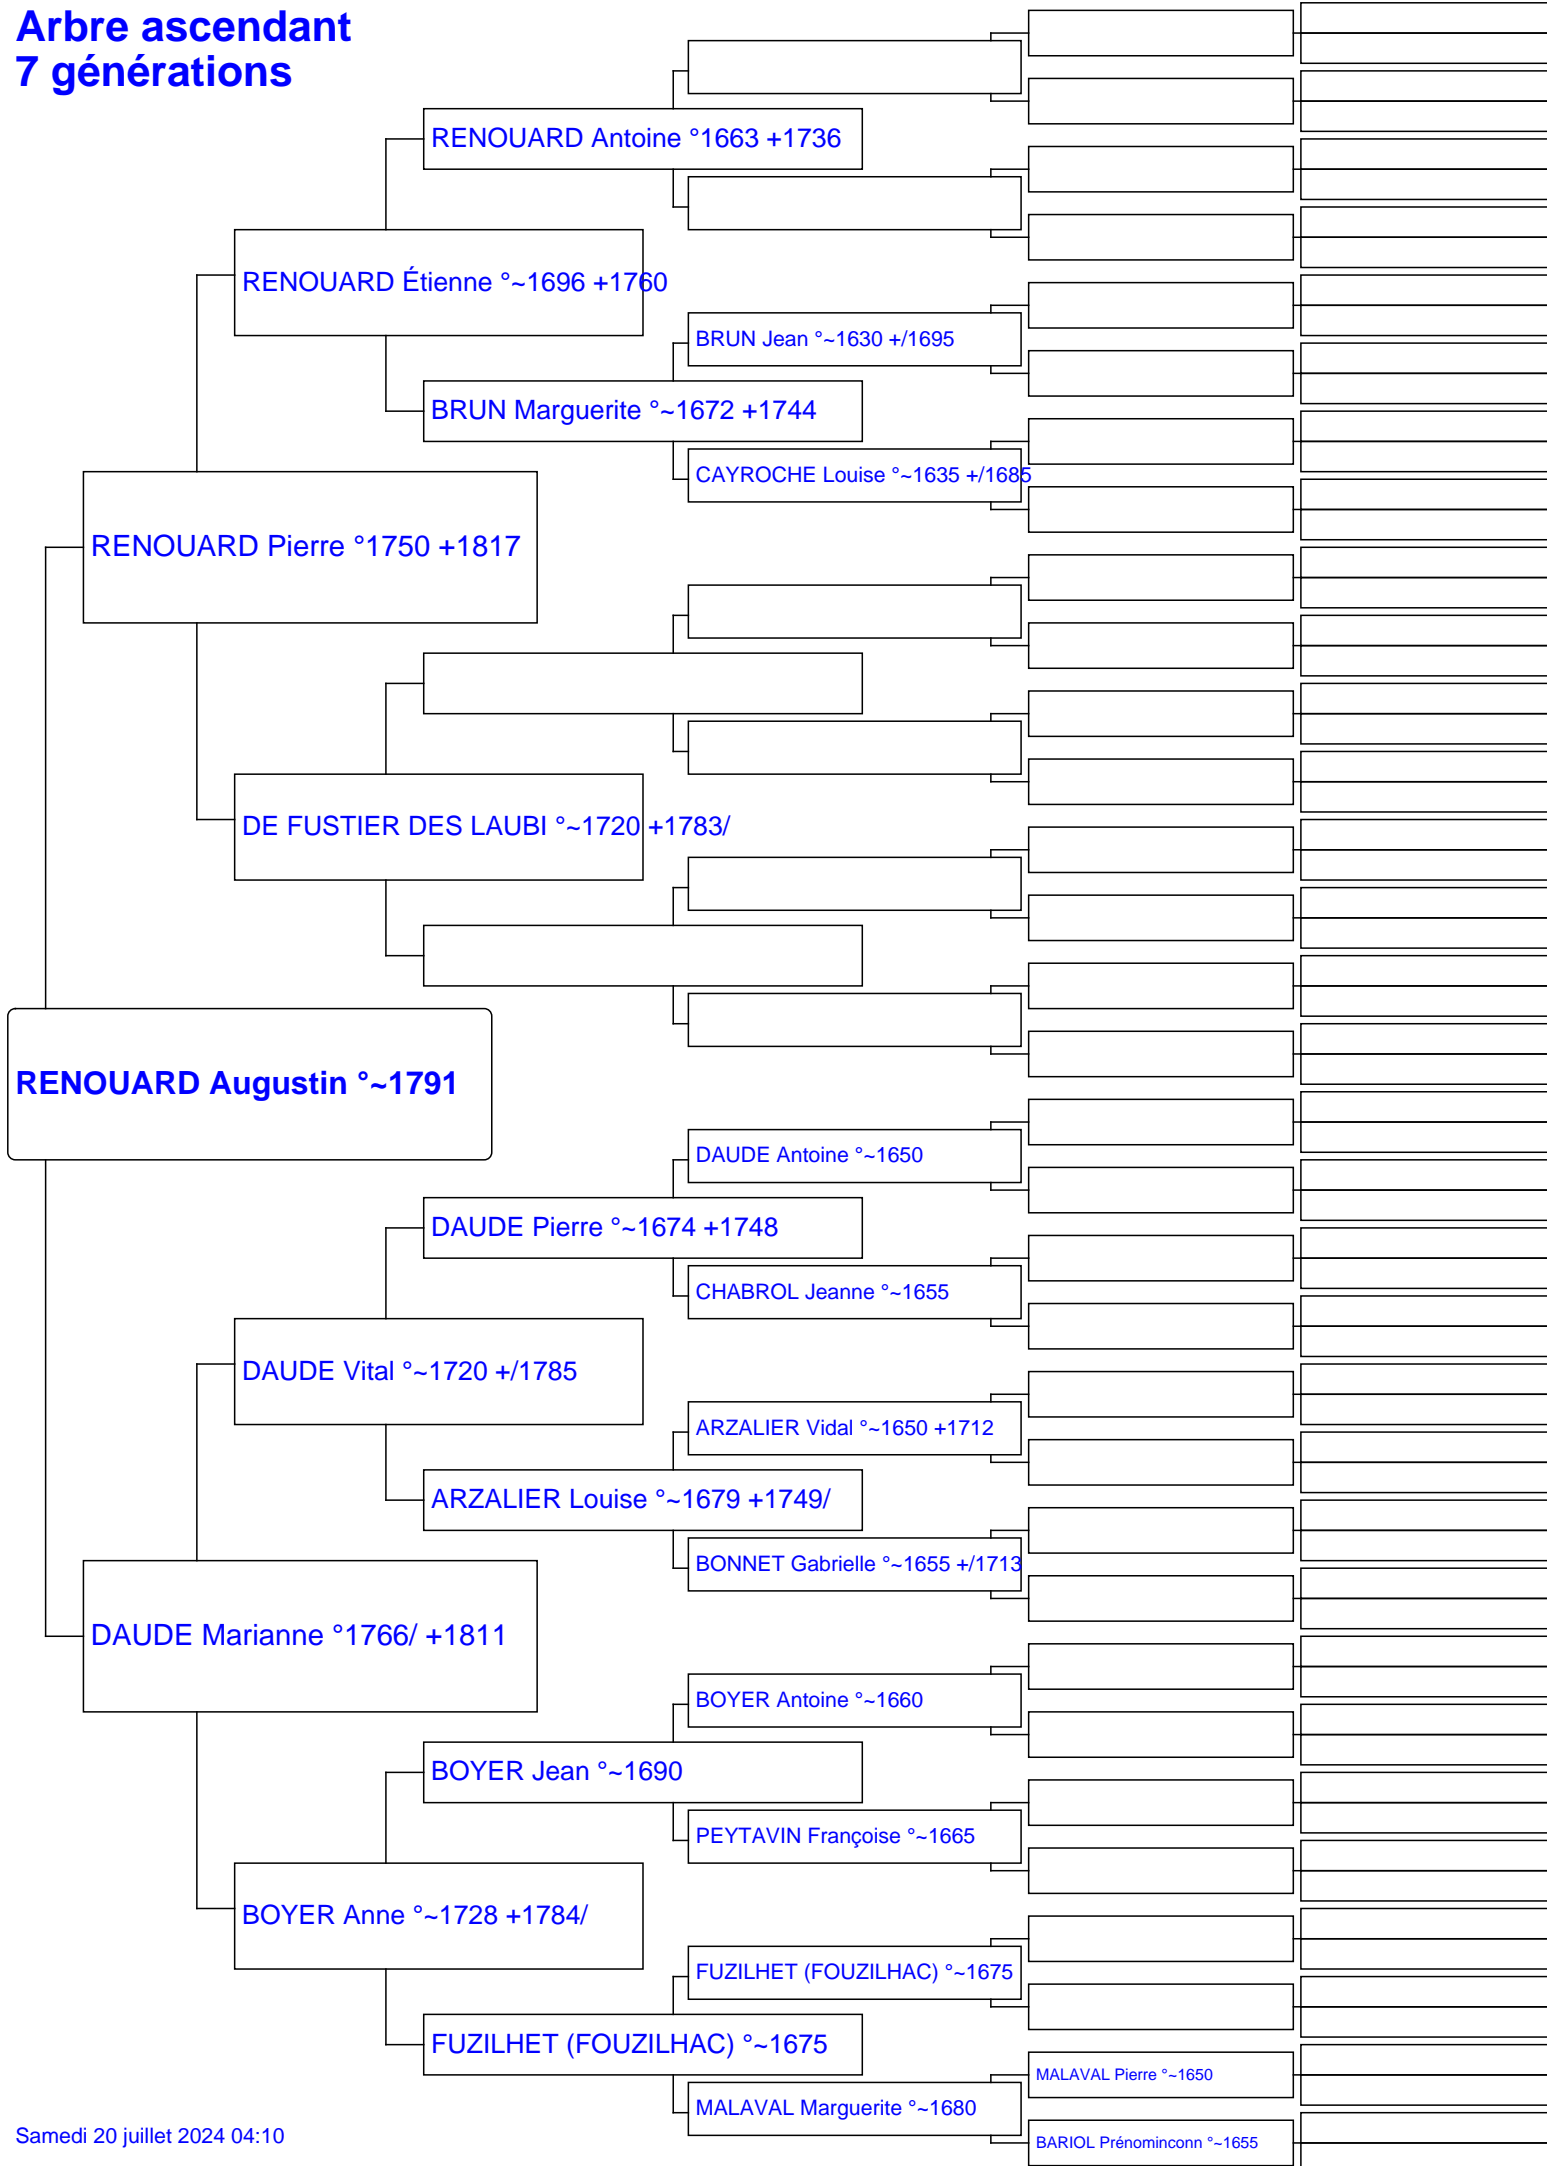 Arbre ascendant
7 générations
RENOUARD Antoine °1663 +1736
RENOUARD Étienne °~1696 +1760
BRUN Jean °~1630 +/1695
BRUN Marguerite °~1672 +1744
CAYROCHE Louise °~1635 +/1685
RENOUARD Pierre °1750 +1817
DE FUSTIER DES LAUBI °~1720 +1783/
RENOUARD Augustin °~1791
DAUDE Antoine °~1650
DAUDE Pierre °~1674 +1748
CHABROL Jeanne °~1655
DAUDE Vital °~1720 +/1785
ARZALIER Vidal °~1650 +1712
ARZALIER Louise °~1679 +1749/
BONNET Gabrielle °~1655 +/1713
DAUDE Marianne °1766/ +1811
BOYER Antoine °~1660
BOYER Jean °~1690
PEYTAVIN Françoise °~1665
BOYER Anne °~1728 +1784/
FUZILHET (FOUZILHAC) °~1675
FUZILHET (FOUZILHAC) °~1675
MALAVAL Pierre °~1650
MALAVAL Marguerite °~1680
BARIOL Prénominconn °~1655
Samedi 20 juillet 2024 04:10